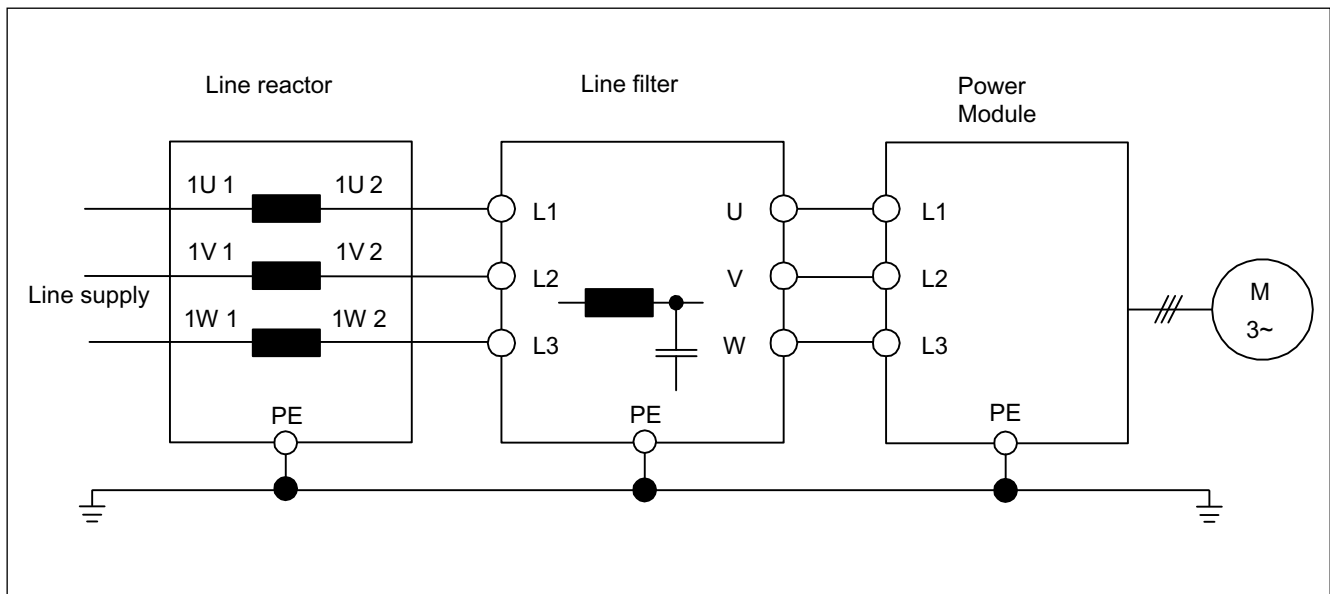 Line reactor
Line filter
Power
Module
1U 1
1U 2
L1
U
L1
1V 1
1V 2
L2
V
L2
Line supply
1W 1
1W 2
L3
W
L3
M
3~
PE
PE
PE